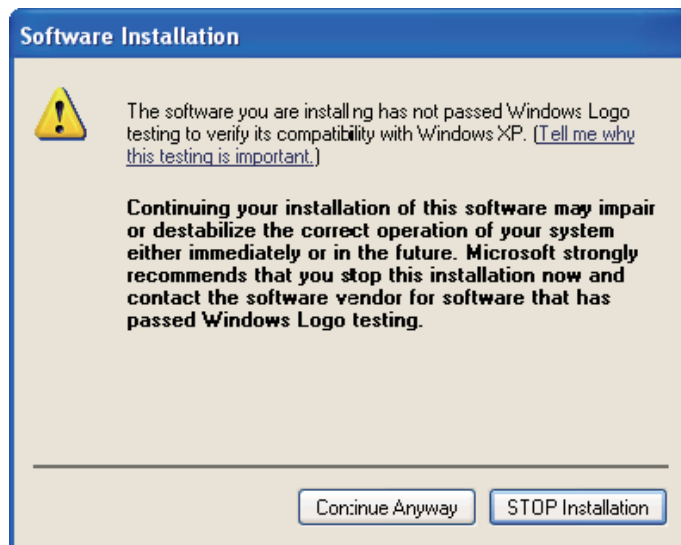 Software Installation
The software you are installing has not passed Windows Logo
testing to verify its compatibility with Windows XP. (Tell me why
this testing is important.)
Continuing your installation of this software may impair
or destabilize the correct operation of your system
either immediately or in the future. Microsoft strongly
recommends that you stop this installation now and
contact the software vendor for software that has
passed Windows Logo testing.
Continue Anyway
STOP Installation